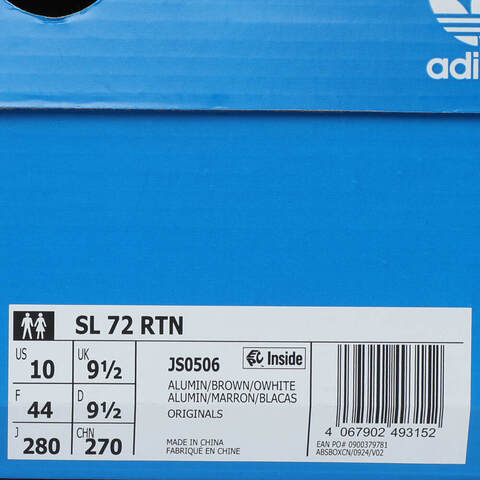 adi
SL 72 RTN
US 10 UK 9½
F 44 D 9½
J 280 CHN 270
JS0506 Inside
ALUMIN/BROWN/OWHITE
ALUMIN/MARRON/BLACAS
ORIGINALS
MADE IN CHINA
FABRIQUÉ EN CHINE
4 067902 493152
EAN PO# 0900379781
ABSBOXCN/0924/V02